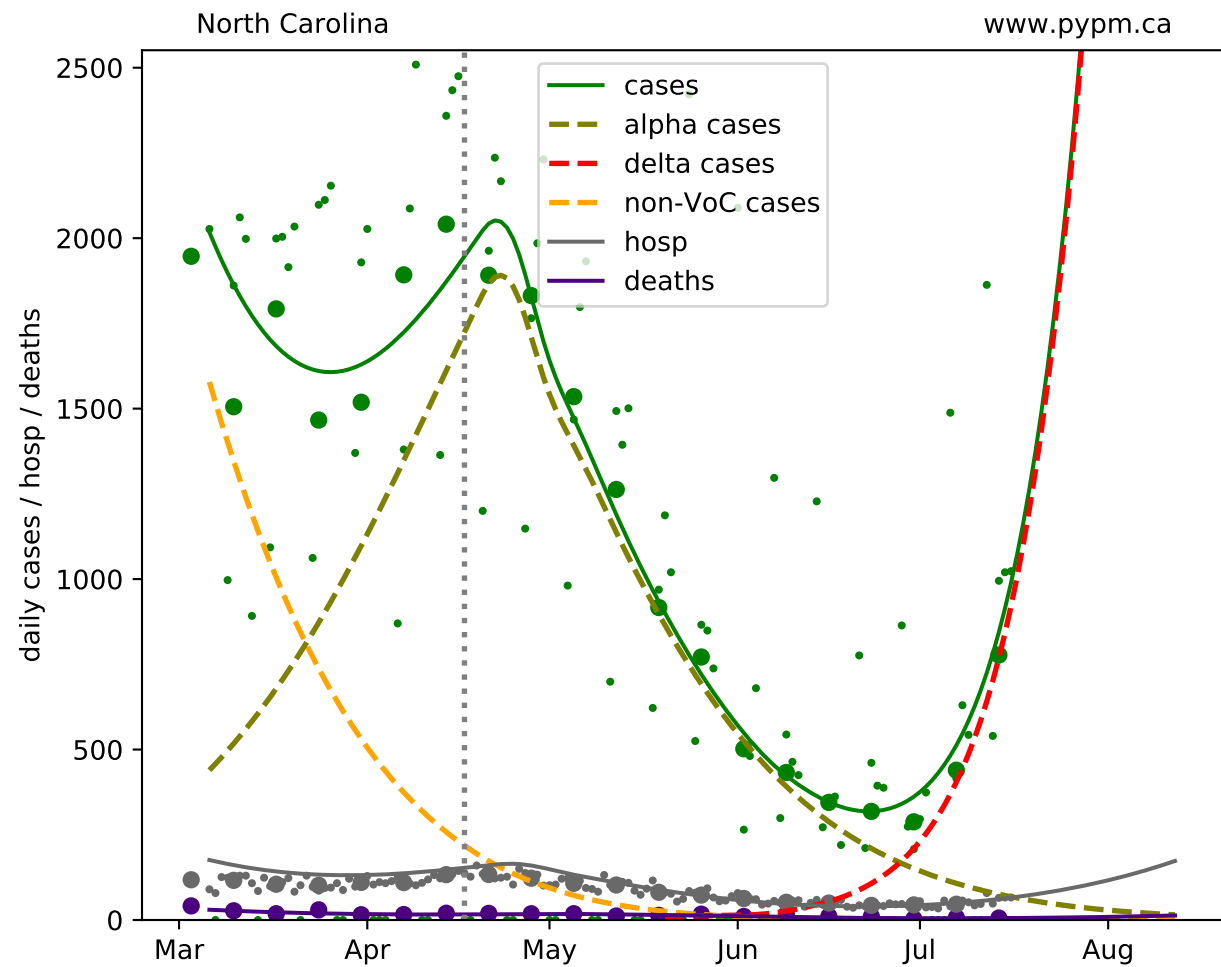 North Carolina
www.pypm.ca
daily cases / hosp / deaths
2500
2000
1500
1000
500
0
cases
alpha cases
delta cases
non-VoC cases
hosp
deaths
Mar
Apr
May
Jun
Jul
Aug